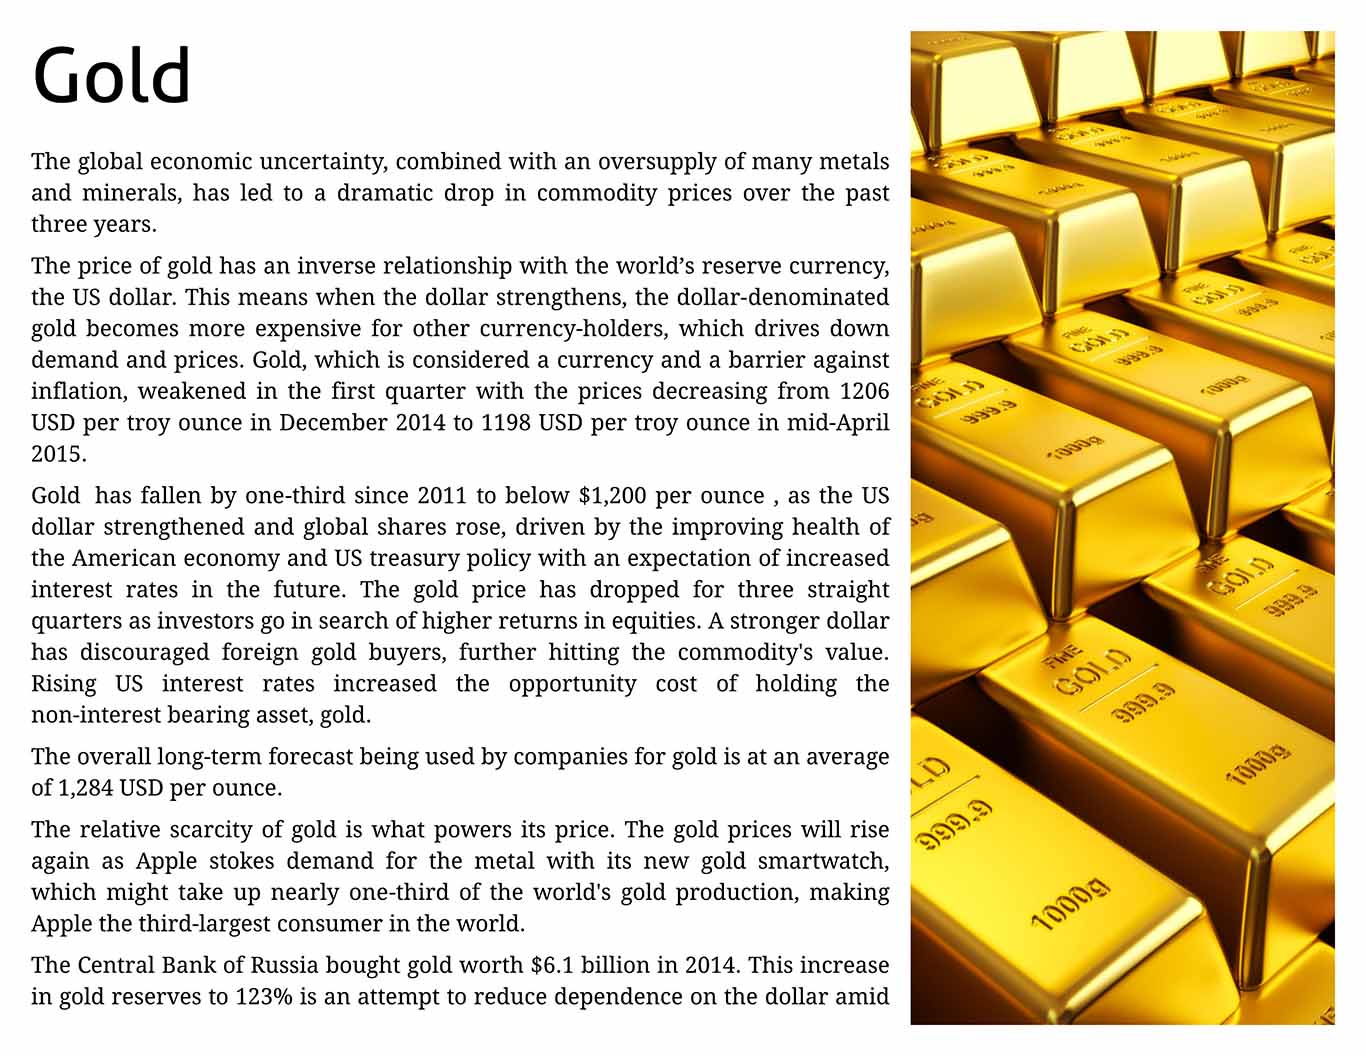 Gold
The global economic uncertainty, combined with an oversupply of many metals
and minerals, has led to a dramatic drop in commodity prices over the past
three years.
The price of gold has an inverse relationship with the world’s reserve currency,
the US dollar. This means when the dollar strengthens, the dollar-denominated
gold becomes more expensive for other currency-holders, which drives down
demand and prices. Gold, which is considered a currency and a barrier against
inflation, weakened in the first quarter with the prices decreasing from 1206
USD per troy ounce in December 2014 to 1198 USD per troy ounce in mid-April
2015.
Gold has fallen by one-third since 2011 to below $1,200 per ounce , as the US
dollar strengthened and global shares rose, driven by the improving health of
the American economy and US treasury policy with an expectation of increased
interest rates in the future. The gold price has dropped for three straight
quarters as investors go in search of higher returns in equities. A stronger dollar
has discouraged foreign gold buyers, further hitting the commodity's value.
Rising US interest rates increased the opportunity cost of holding the
non-interest bearing asset, gold.
The overall long-term forecast being used by companies for gold is at an average
of 1,284 USD per ounce.
The relative scarcity of gold is what powers its price. The gold prices will rise
again as Apple stokes demand for the metal with its new gold smartwatch,
which might take up nearly one-third of the world's gold production, making
Apple the third-largest consumer in the world.
The Central Bank of Russia bought gold worth $6.1 billion in 2014. This increase
in gold reserves to 123% is an attempt to reduce dependence on the dollar amid
GOLD
999.9
1000g
FINE
GOLD
999.9
FINE
GOLD
999.9
1000g
FINE
GOLD
999.9
1000g
FINE
GOLD
999.9
FINE
GOLD
999.9
1000g
999.9
1000g